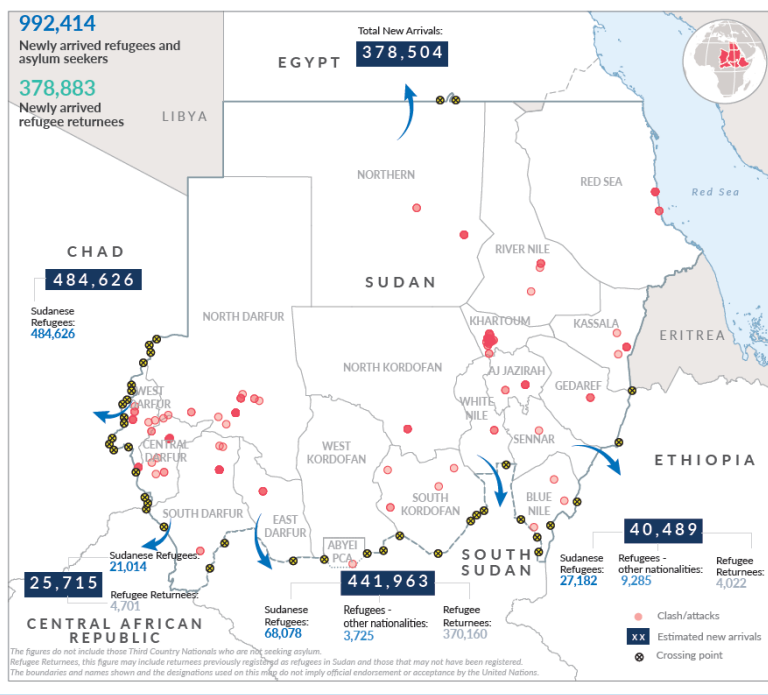 992,414
Newly arrived refugees and
asylum seekers
378,883
Newly arrived
refugee returnees
Total New Arrivals:
378,504
EGYPT
LIBYA
NORTHERN
RED SEA
Red Sea
RIVER NILE
CHAD
484,626
Sudanese
Refugees:
484,626
SUDAN
NORTH DARFUR
KHARTOUM
KASSALA
ERITREA
NORTH KORDOFAN
AJ JAZIRAH
GEDAREF
WEST
DARFUR
WHITE
NILE
SENNAR
CENTRAL
DARFUR
WEST
KORDOFAN
ETHIOPIA
SOUTH
KORDOFAN
BLUE
NILE
SOUTH DARFUR
EAST
DARFUR
ABYEI
PCA
SOUTH
SUDAN
40,489
Sudanese
Refugees:
27,182
Refugees -
other nationalities:
9,285
Refugee
Returnees:
4,022
25,715
Sudanese Refugees:
21,014
Refugee Returnees:
4,701
CENTRAL AFRICAN
REPUBLIC
441,963
Sudanese
Refugees:
68,078
Refugees -
other nationalities:
3,725
Refugee
Returnees:
370,160
Clash/attacks
xx Estimated new arrivals
Crossing point
The figures do not include those Third Country Nationals who are not seeking asylum.
Refugee Returnees, this figure may include returnees previously registered as refugees in Sudan and those that may not have been registered.
The boundaries and names shown and the designations used on this map do not imply official endorsement or acceptance by the United Nations.